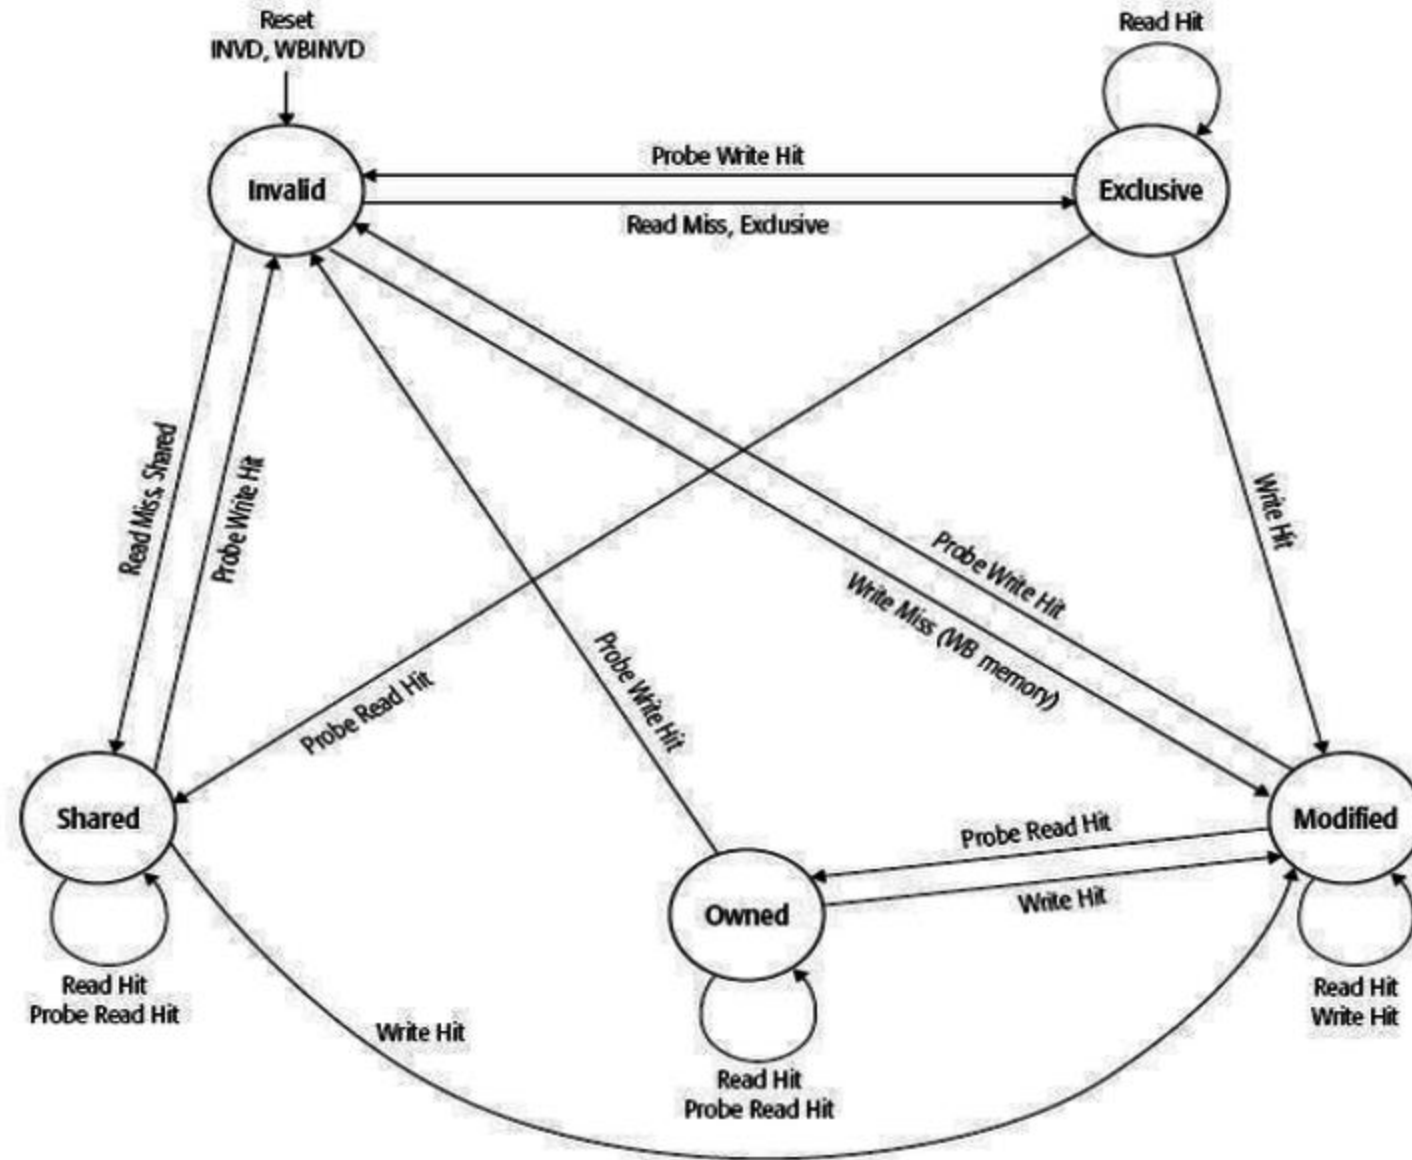 Reset
INVD, WBINVD
Read Hit
Invalid
Probe Write Hit
Exclusive
Read Miss, Exclusive
Read Miss, Shared
Probe Write Hit
Write Hit
Probe Write Hit
Write Miss (WB memory)
Probe Write Hit
Probe Read Hit
Shared
Modified
Probe Read Hit
Write Hit
Owned
Read Hit
Probe Read Hit
Read Hit
Write Hit
Write Hit
Read Hit
Probe Read Hit